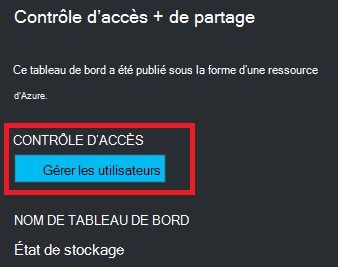 Contrôle d'accès + de partage
Ce tableau de bord a été publié sous la forme d'une ressource
d'Azure.
CONTRÔLE D'ACCÈS
Gérer les utilisateurs
NOM DE TABLEAU DE BORD
État de stockage